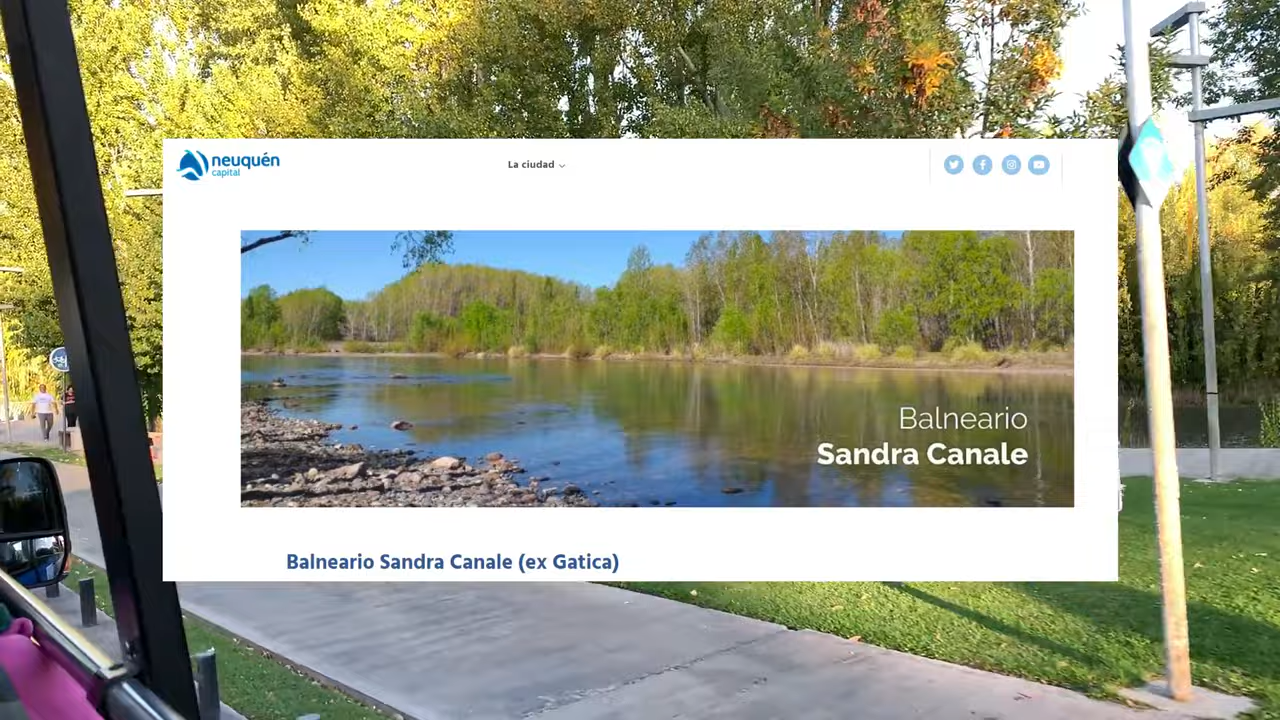 neuquén
capital
La ciudad
Balneario
Sandra Canale
Balneario Sandra Canale (ex Gatica)